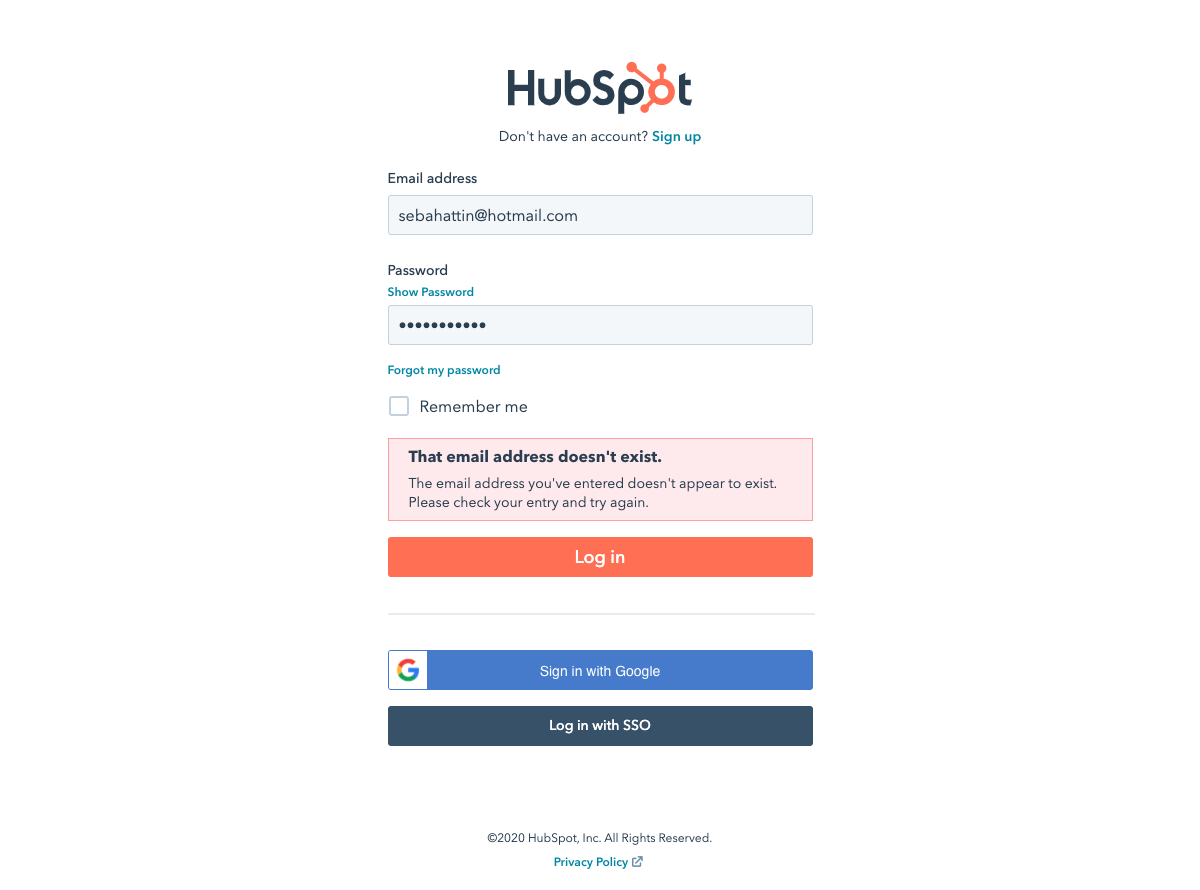 HubSpot
Don't have an account? Sign up
Email address
sebahattin@hotmail.com
Password
Show Password
•••••••••••
Forgot my password
Remember me
That email address doesn't exist.
The email address you've entered doesn't appear to exist.
Please check your entry and try again.
Log in
Sign in with Google
Log in with SSO
©2020 HubSpot, Inc. All Rights Reserved.
Privacy Policy